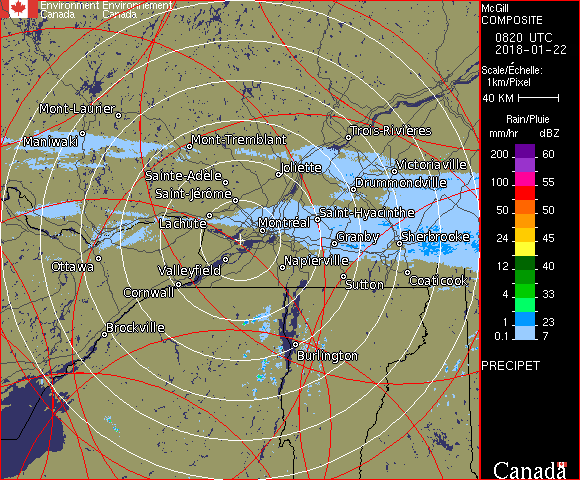 Environment Environnement
Canada Canada
McGill
COMPOSITE
0820 UTC
2018-01-22
Scale/Échelle:
1km/Pixel
40 KM
Rain/Pluie
mm/hr dBZ
200 60
150 57
100 55
50 50
24 45
12 40
4 33
1 23
0.1 7
PRECIPET
Canada
Mont-Laurier
Maniwaki
Mont-Tremblant
Trois-Rivières
Sainte-Adèle
Joliette
Victoriaville
Drummondville
Saint-Jérôme
Lachute
Montréal
Saint-Hyacinthe
Granby
Sherbrooke
Ottawa
Valleyfield
Napierville
Cornwall
Sutton
Coaticook
Brockville
Burlington